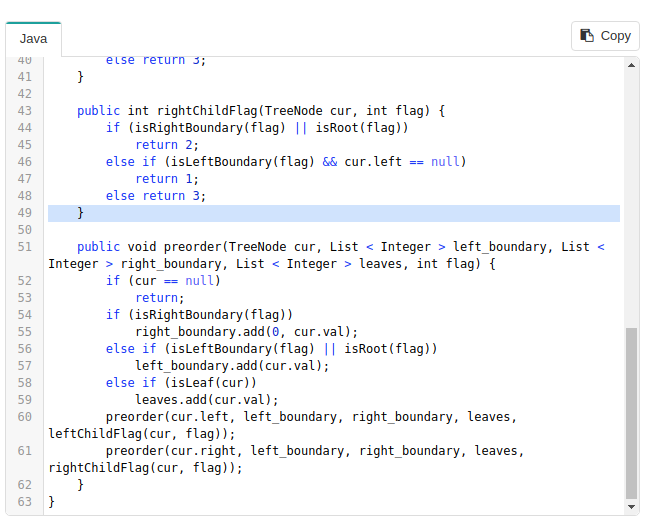 Java
Copy
40 else return 3;
41 }
42
43 public int rightChildFlag(TreeNode cur, int flag) {
44 if (isRightBoundary(flag) || isRoot(flag))
45 return 2;
46 else if (isLeftBoundary(flag) && cur.left == null)
47 return 1;
48 else return 3;
49 }
50
51 public void preorder(TreeNode cur, List < Integer > left_boundary, List <
Integer > right_boundary, List < Integer > leaves, int flag) {
52 if (cur == null)
53 return;
54 if (isRightBoundary(flag))
55 right_boundary.add(0, cur.val);
56 else if (isLeftBoundary(flag) || isRoot(flag))
57 left_boundary.add(cur.val);
58 else if (isLeaf(cur))
59 leaves.add(cur.val);
60 preorder(cur.left, left_boundary, right_boundary, leaves,
leftChildFlag(cur, flag));
61 preorder(cur.right, left_boundary, right_boundary, leaves,
rightChildFlag(cur, flag));
62 }
63 }